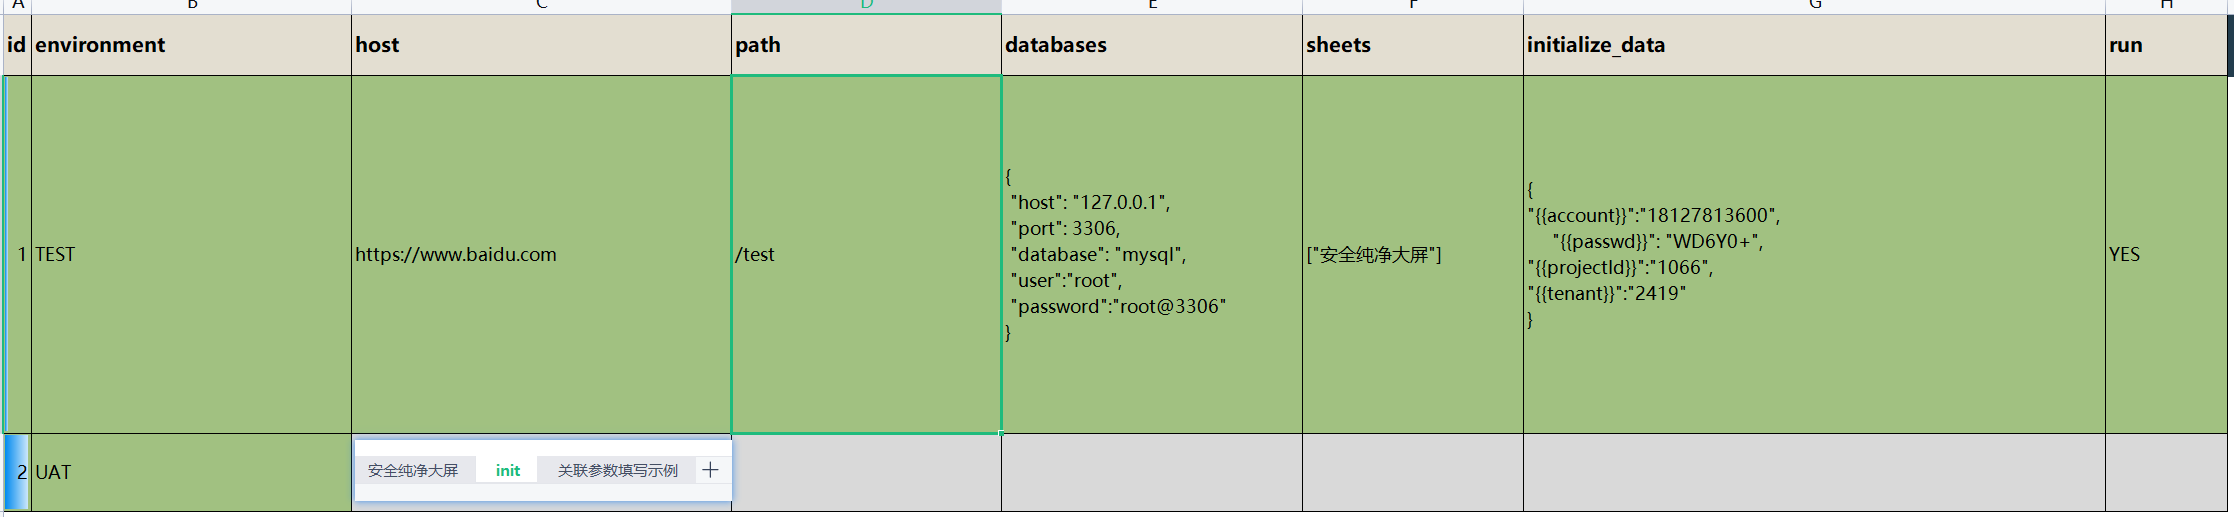 A B C D E F G H
id environment host path databases sheets initialize_data run
1 TEST https://www.baidu.com /test
{
"host": "127.0.0.1",
"port": 3306,
"database": "mysql",
"user":"root",
"password":"root@3306"
}
["安全纯净大屏"]
{
"{{account}}":"18127813600",
"{{passwd}}": "WD6Y0+",
"{{projectId}}":"1066",
"{{tenant}}":"2419"
}
YES
2 UAT
安全纯净大屏 init 关联参数填写示例 +